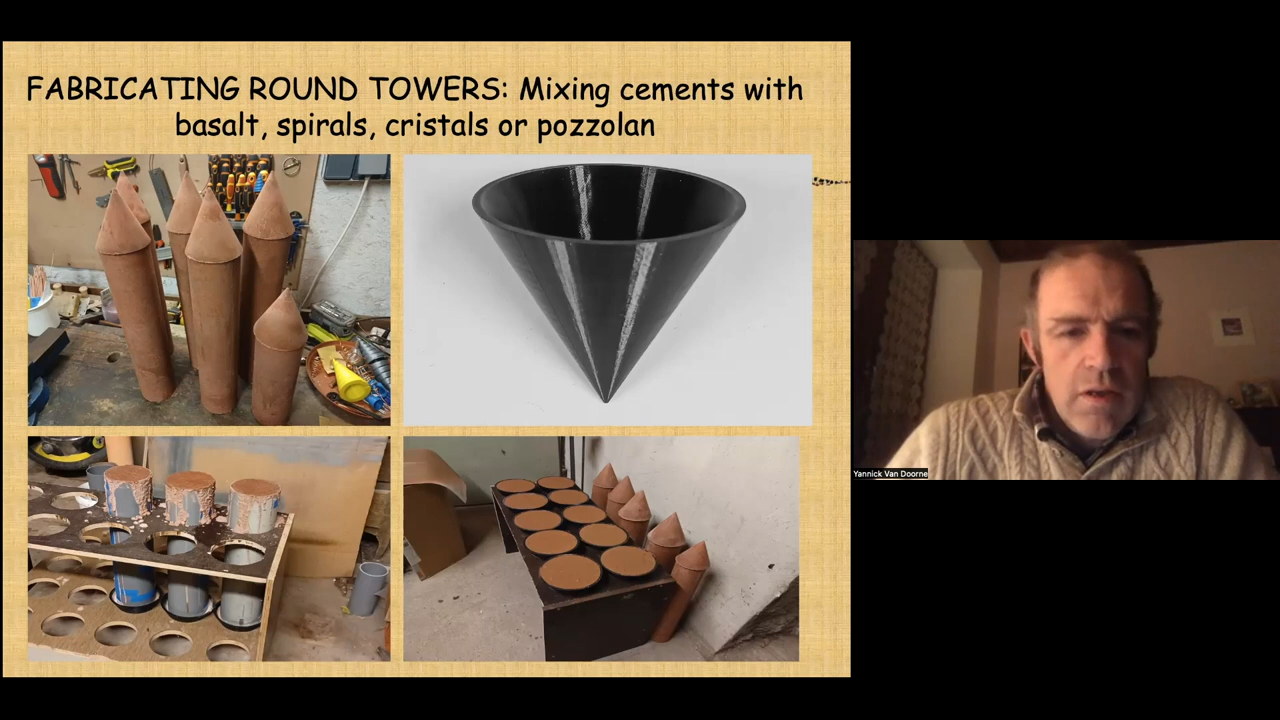 FABRICATING ROUND TOWERS: Mixing cements with
basalt, spirals, cristals or pozzolan
Yannick Van Doorne